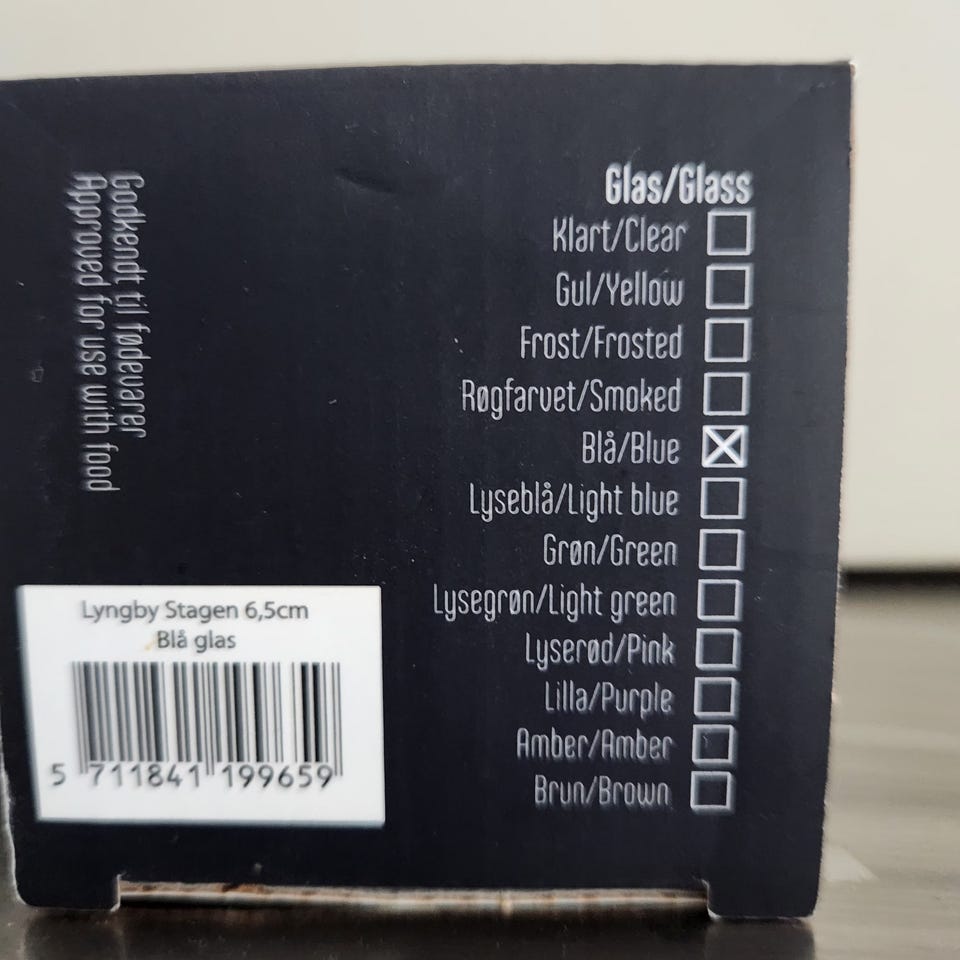 Godkendt til fødevarer
Approved for use with food
Glas/Glass
Klart/Clear
Gul/Yellow
Frost/Frosted
Røgfarvet/Smoked
Blå/Blue
Lyseblå/Light blue
Grøn/Green
Lysegrøn/Light green
Lyserød/Pink
Lilla/Purple
Amber/Amber
Brun/Brown
Lyngby Stagen 6,5cm
Blå glas
5 711841 199659